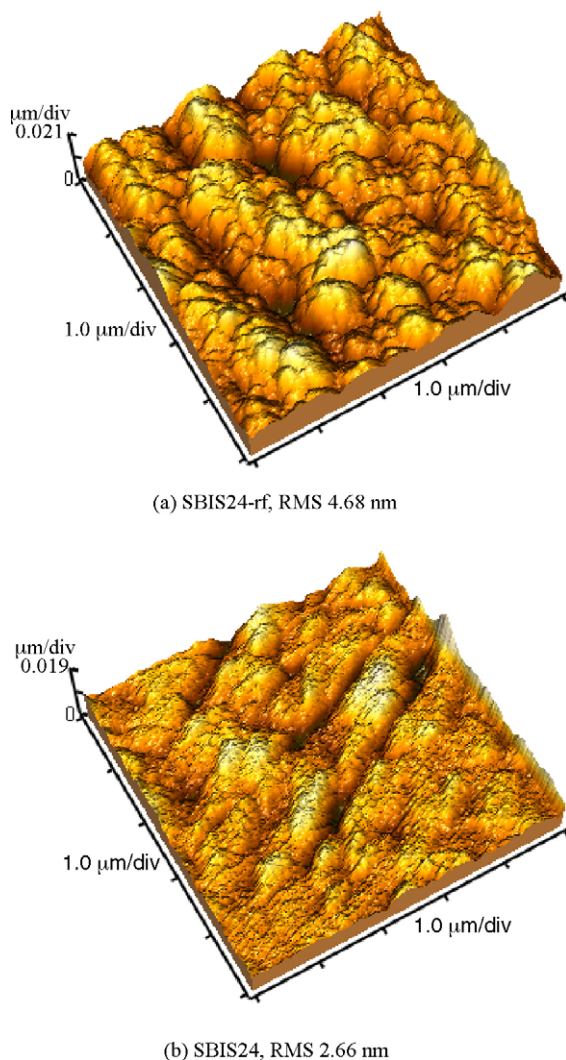 μm/div
0.021
0
1.0 μm/div
1.0 μm/div
(a) SBIS24-rf, RMS 4.68 nm
μm/div
0.019
0
1.0 μm/div
1.0 μm/div
(b) SBIS24, RMS 2.66 nm